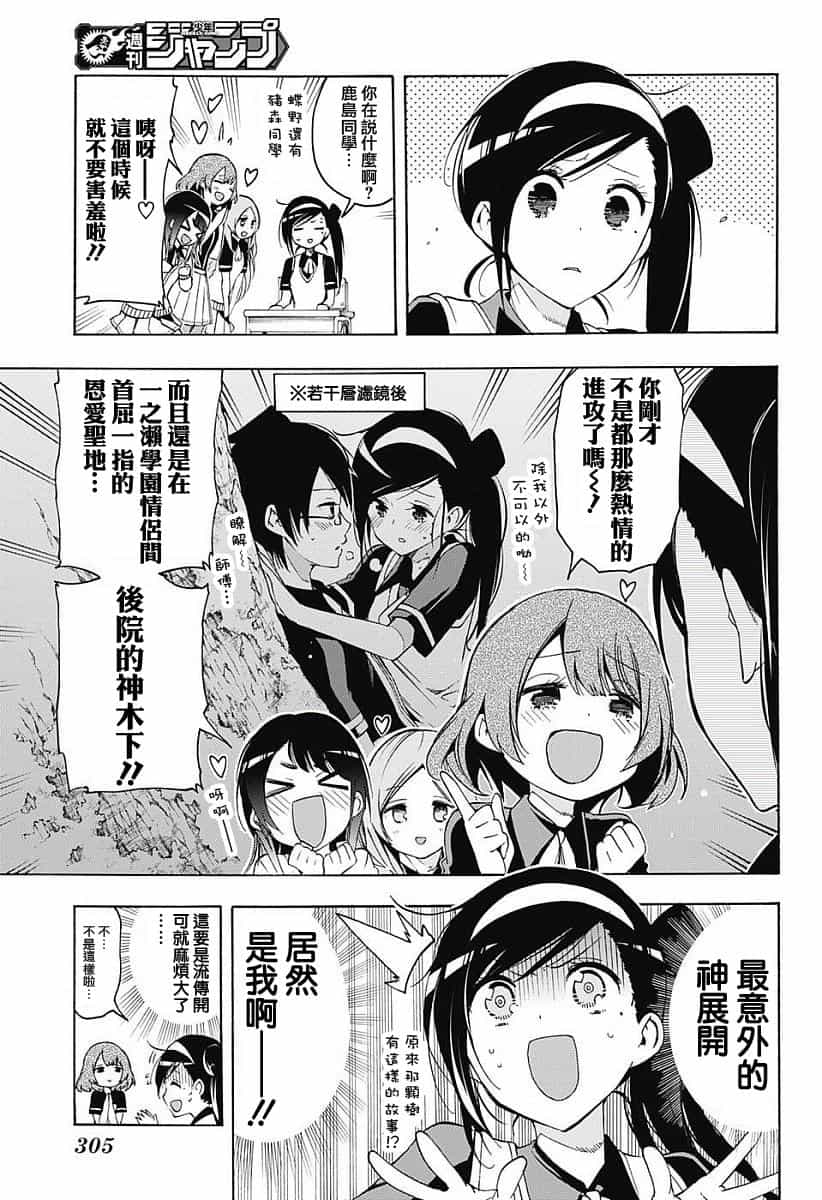 週刊
少年
ジャンプ
你在說什麼啊?
鹿島同學…
蝶野還有
豬森同學
咦呀——♥
這個時候
就不要害羞啦!!
你剛才
不是都那麼熱情的
進攻了嗎~!
除我以外
不可以的呦~
※若干層濾鏡後
瞭解~
師傅…
而且還是在
一之瀨學園情侶間
首屈一指的
恩愛聖地…
後院的神木下!!
呀啊——
最意外的
神展開
居然
是我啊——!!
原來那顆樹
有這樣的故事!?
這要是流傳開
可就麻煩大了
……
不…
不是這樣啦…
305